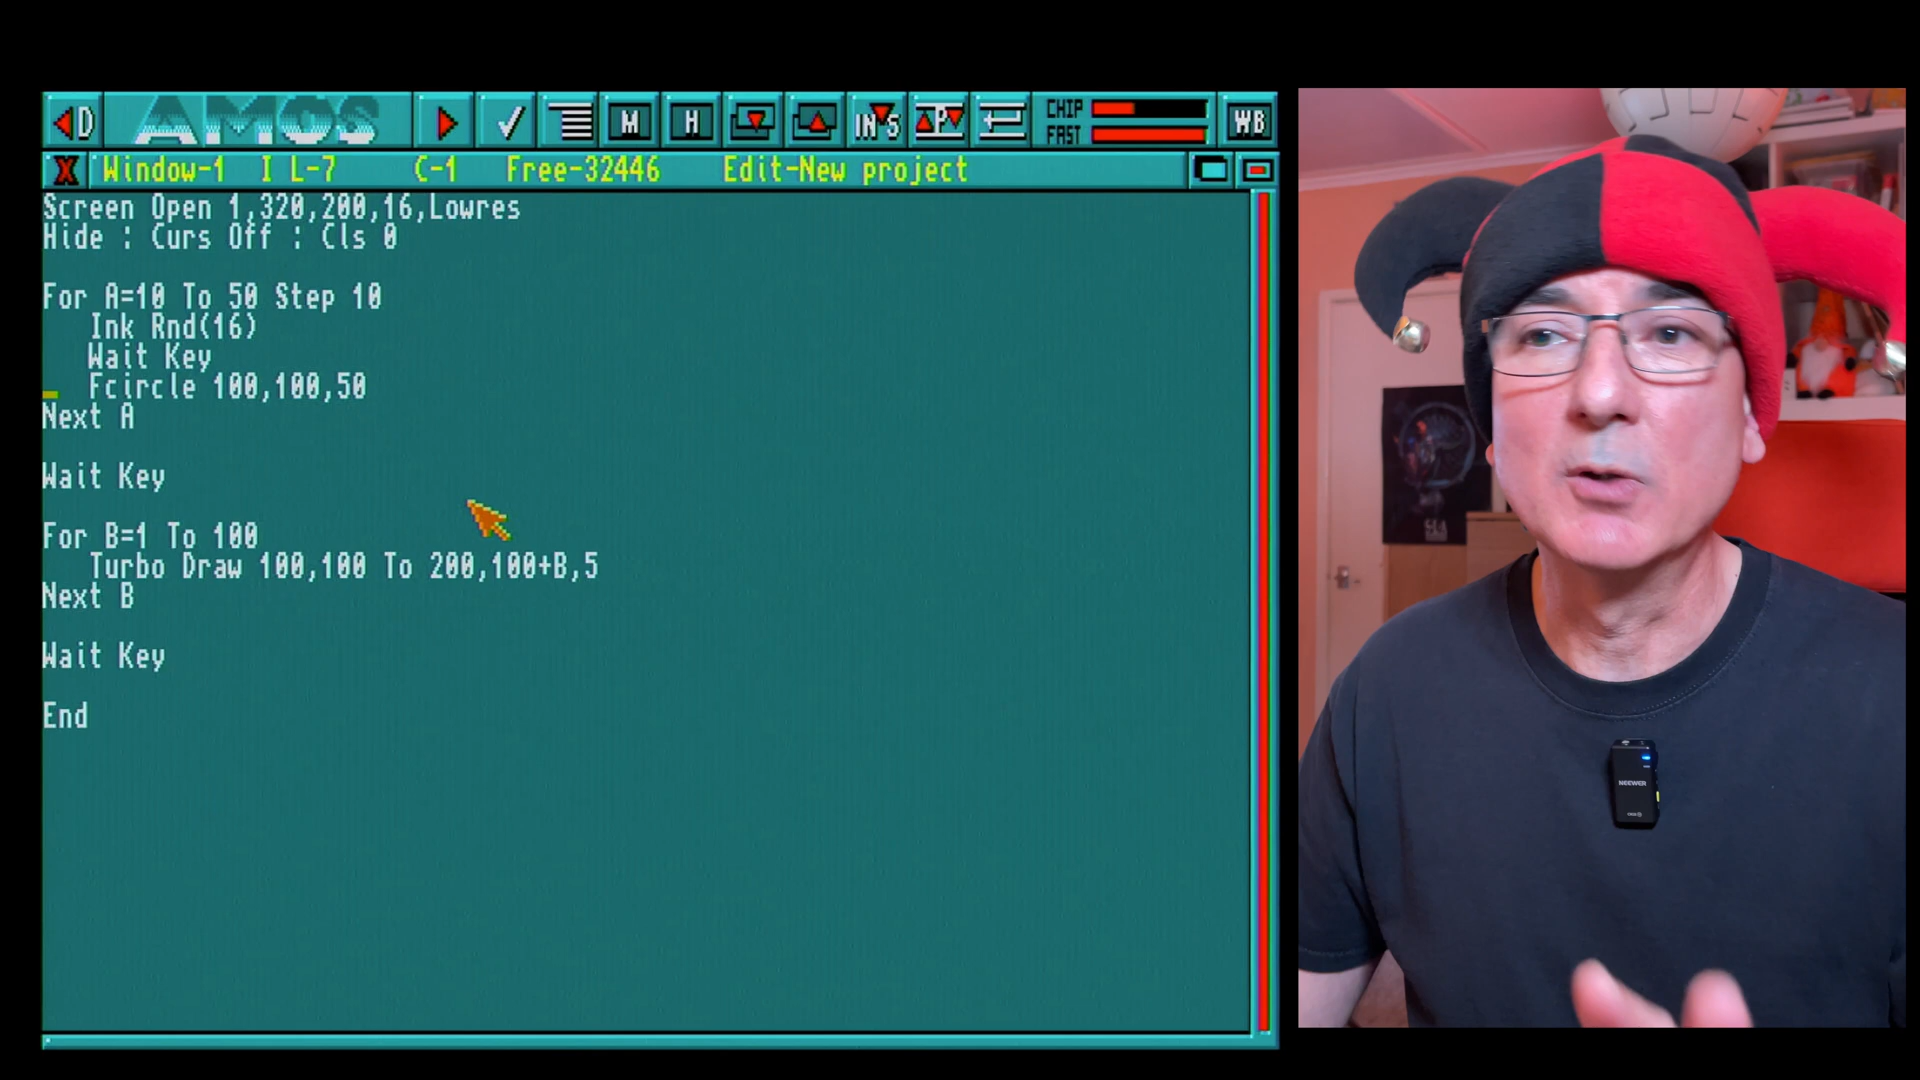 D AMOS M H INS P CHIP FAST WB
X Window-1 I L-7 C-1 Free-32446 Edit-New project
Screen Open 1,320,200,16,Lowres
Hide : Curs Off : Cls 0
For A=10 To 50 Step 10
Ink Rnd(16)
Wait Key
Fcircle 100,100,50
Next A
Wait Key
For B=1 To 100
Turbo Draw 100,100 To 200,100+B,5
Next B
Wait Key
End
NEEWER